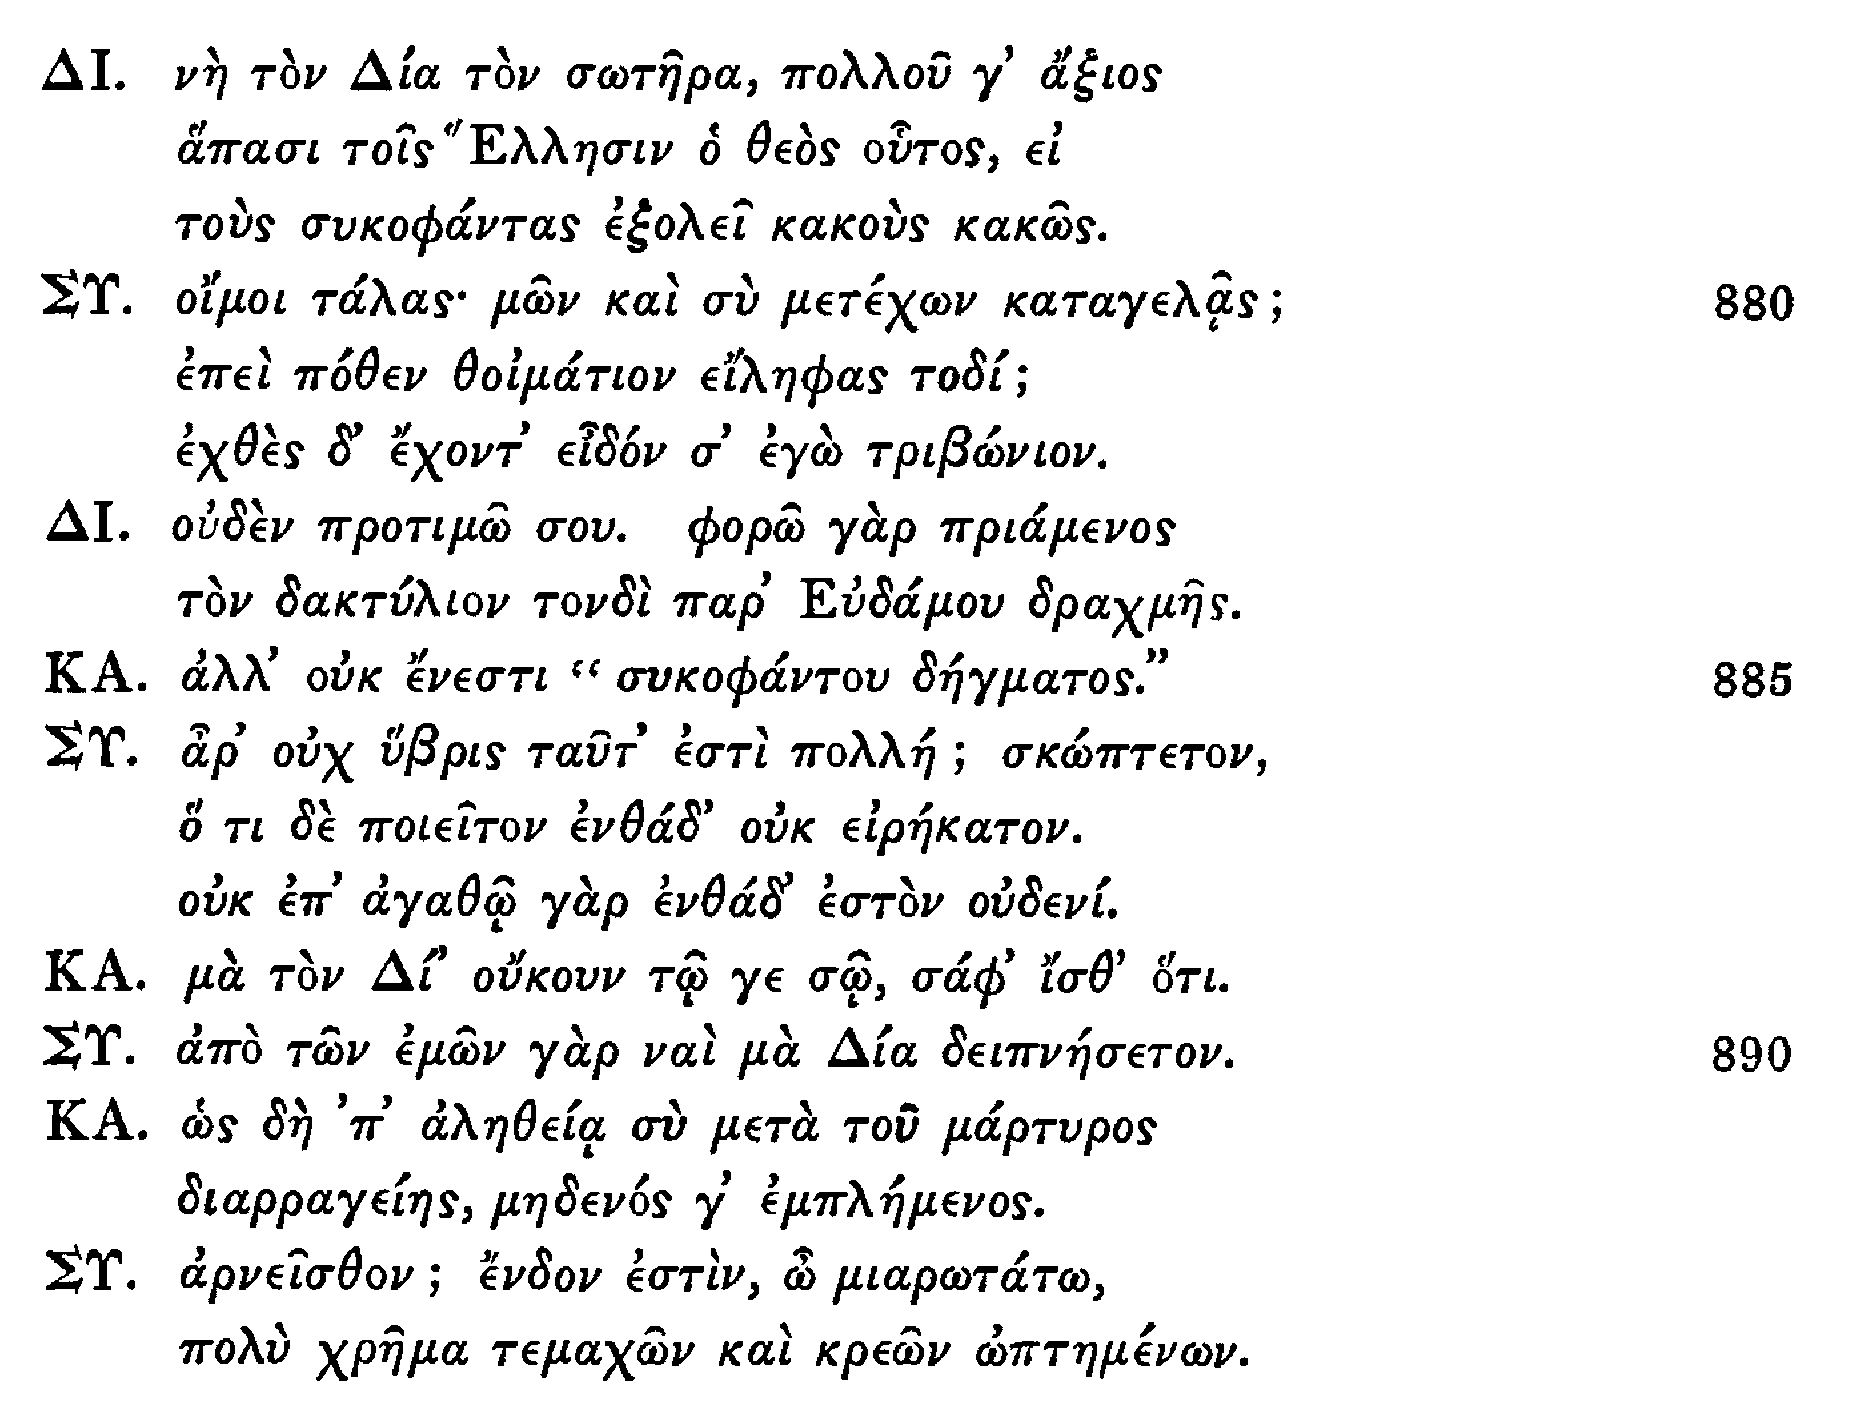 ΔΙ. νὴ τὸν Δία τὸν σωτῆρα, πολλοῦ γ’ ἄξιος
ἅπασι τοῖς Ἕλλησιν ὁ θεὸς οὗτος, εἰ
τοὺς συκοφάντας ἐξολεῖ κακοὺς κακῶς.
ΣΥ. οἴμοι τάλας· μῶν καὶ σὺ μετέχων καταγελᾷς; 880
ἐπεὶ πόθεν θοἰμάτιον εἴληφας τοδί;
ἐχθὲς δ’ ἔχοντ’ εἶδόν σ’ ἐγὼ τριβώνιον.
ΔΙ. οὐδὲν προτιμῶ σου. φορῶ γὰρ πριάμενος
τὸν δακτύλιον τονδὶ παρ’ Εὐδάμου δραχμῆς.
ΚΑ. ἀλλ’ οὐκ ἔνεστι “συκοφάντου δήγματος.” 885
ΣΥ. ἆρ’ οὐχ ὕβρις ταῦτ’ ἐστὶ πολλή; σκώπτετον,
ὅ τι δὲ ποιεῖτον ἐνθάδ’ οὐκ εἰρήκατον.
οὐκ ἐπ’ ἀγαθῷ γὰρ ἐνθάδ’ ἐστὸν οὐδενί.
ΚΑ. μὰ τὸν Δί’ οὔκουν τῷ γε σῷ, σάφ’ ἴσθ’ ὅτι.
ΣΥ. ἀπὸ τῶν ἐμῶν γὰρ ναὶ μὰ Δία δειπνήσετον. 890
ΚΑ. ὡς δὴ ’π’ ἀληθείᾳ σὺ μετὰ τοῦ μάρτυρος
διαρραγείης, μηδενός γ’ ἐμπλήμενος.
ΣΥ. ἀρνεῖσθον; ἔνδον ἐστὶν, ὦ μιαρωτάτω,
πολὺ χρῆμα τεμαχῶν καὶ κρεῶν ὠπτημένων.